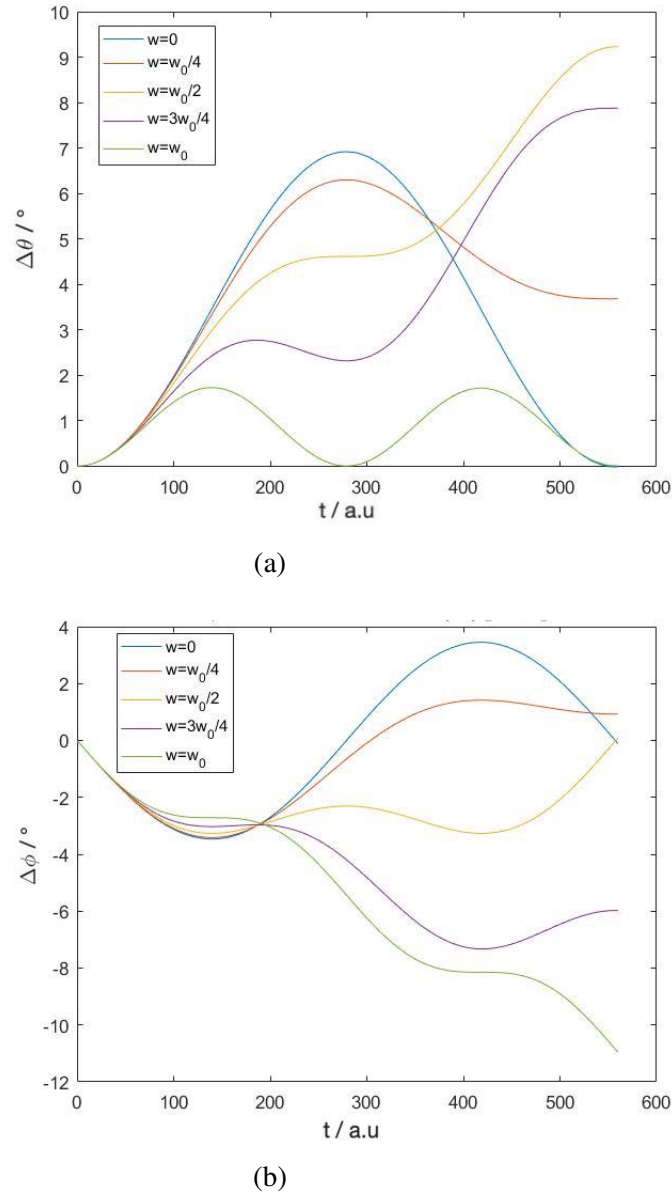 10
9
8
7
6
5
4
3
2
1
0
Δθ / °
w=0
w=w₀/4
w=w₀/2
w=3w₀/4
w=w₀
0 100 200 300 400 500 600
t / a.u
(a)
4
2
0
-2
-4
-6
-8
-10
-12
Δϕ / °
w=0
w=w₀/4
w=w₀/2
w=3w₀/4
w=w₀
0 100 200 300 400 500 600
t / a.u
(b)